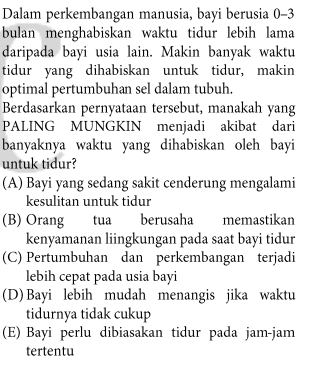 Dalam perkembangan manusia, bayi berusia 0–3
bulan menghabiskan waktu tidur lebih lama
daripada bayi usia lain. Makin banyak waktu
tidur yang dihabiskan untuk tidur, makin
optimal pertumbuhan sel dalam tubuh.
Berdasarkan pernyataan tersebut, manakah yang
PALING MUNGKIN menjadi akibat dari
banyaknya waktu yang dihabiskan oleh bayi
untuk tidur?
(A) Bayi yang sedang sakit cenderung mengalami
kesulitan untuk tidur
(B) Orang tua berusaha memastikan
kenyamanan liingkungan pada saat bayi tidur
(C) Pertumbuhan dan perkembangan terjadi
lebih cepat pada usia bayi
(D) Bayi lebih mudah menangis jika waktu
tidurnya tidak cukup
(E) Bayi perlu dibiasakan tidur pada jam-jam
tertentu